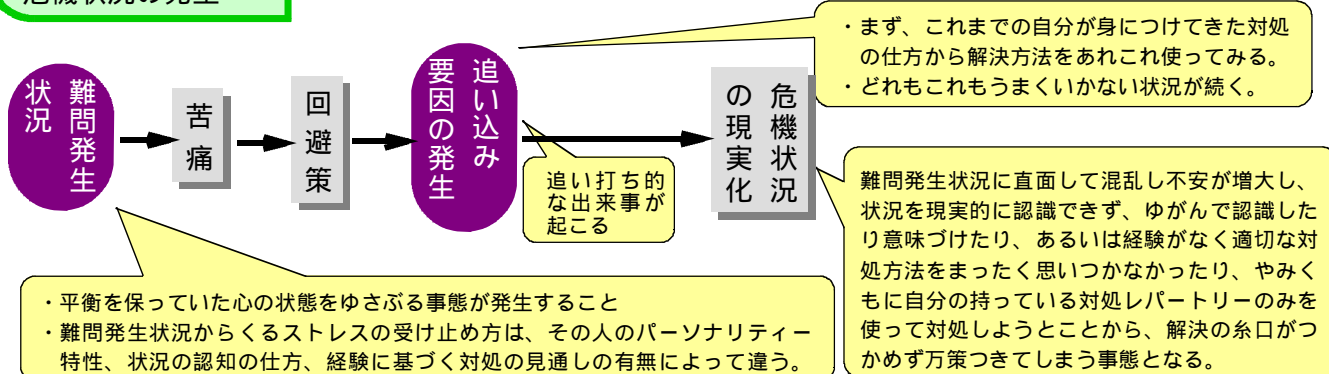 危機状況の発生
・まず、これまでの自分が身につけてきた対処
の仕方から解決方法をあれこれ使ってみる。
・どれもこれもうまくいかない状況が続く。
難問発生
状況
苦痛
回避策
追い込み
要因の発生
危機状況
の現実化
追い打ち的
な出来事が
起こる
難問発生状況に直面して混乱し不安が増大し、
状況を現実的に認識できず、ゆがんで認識した
り意味づけたり、あるいは経験がなく適切な対
処方法をまったく思いつかなかったり、やみく
もに自分の持っている対処レパートリーのみを
使って対処しようとことから、解決の糸口がつ
かめず万策つきてしまう事態となる。
・平衡を保っていた心の状態をゆさぶる事態が発生すること
・難問発生状況からくるストレスの受け止め方は、その人のパーソナリティー
特性、状況の認知の仕方、経験に基づく対処の見通しの有無によって違う。